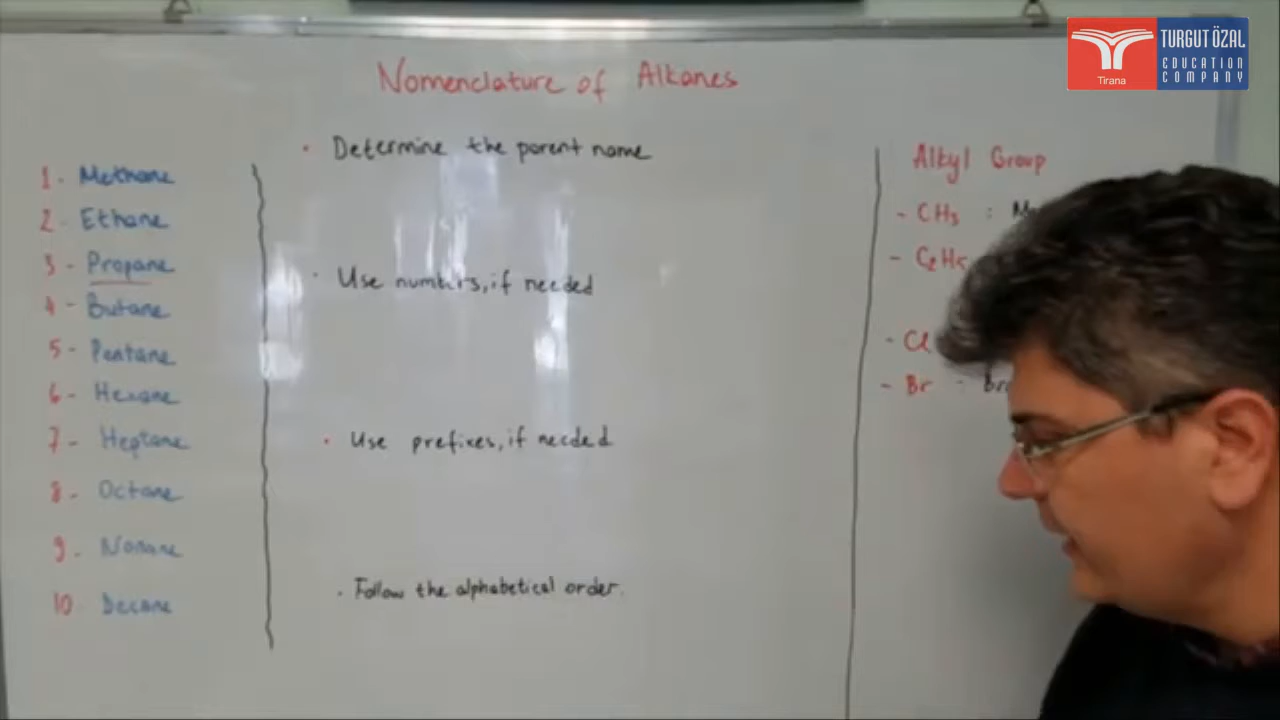 Nomenclature of Alkanes
1- Methane
2- Ethane
3- Propane
4- Butane
5- Pentane
6- Hexane
7- Heptane
8- Octane
9- Nonane
10 Decane
• Determine the parent name
• Use numbers, if needed
• Use prefixes, if needed
• Follow the alphabetical order.
Alkyl Group
- CH3 :
- C2H5
- Cl
- Br -
TURGUT ÖZAL
EDUCATION
COMPANY
Tirana